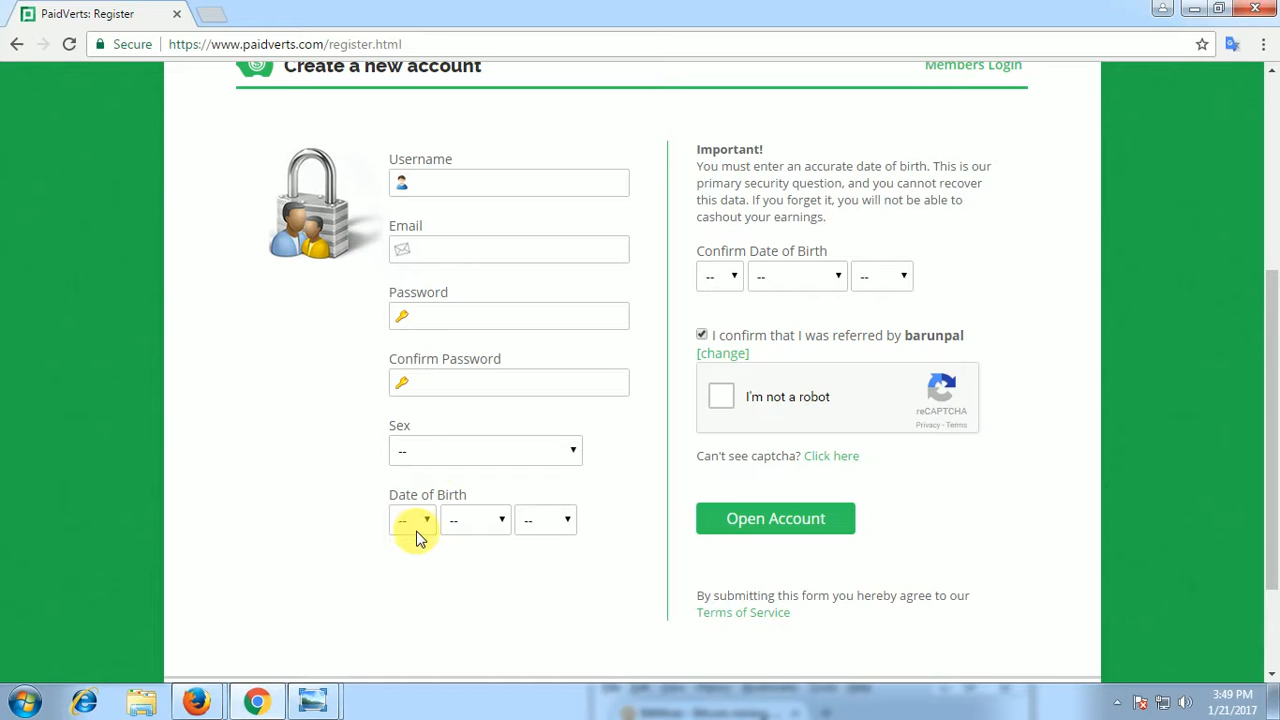 PaidVerts: Register
Secure
https://www.paidverts.com/register.html
Create a new account
Members Login
Username
Email
Password
Confirm Password
Sex
--
Date of Birth
-- -- --
Important!
You must enter an accurate date of birth. This is our
primary security question, and you cannot recover
this data. If you forget it, you will not be able to
cashout your earnings.
Confirm Date of Birth
-- -- --
I confirm that I was referred by barunpal
[change]
I'm not a robot
reCAPTCHA
Privacy - Terms
Can't see captcha? Click here
Open Account
By submitting this form you hereby agree to our
Terms of Service
3:49 PM
1/21/2017